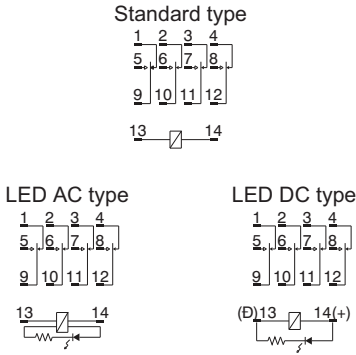 Standard type
1 2 3 4
5 6 7 8
9 10 11 12
13 14
LED AC type
1 2 3 4
5 6 7 8
9 10 11 12
13 14
LED DC type
1 2 3 4
5 6 7 8
9 10 11 12
(Đ)13 14(+)